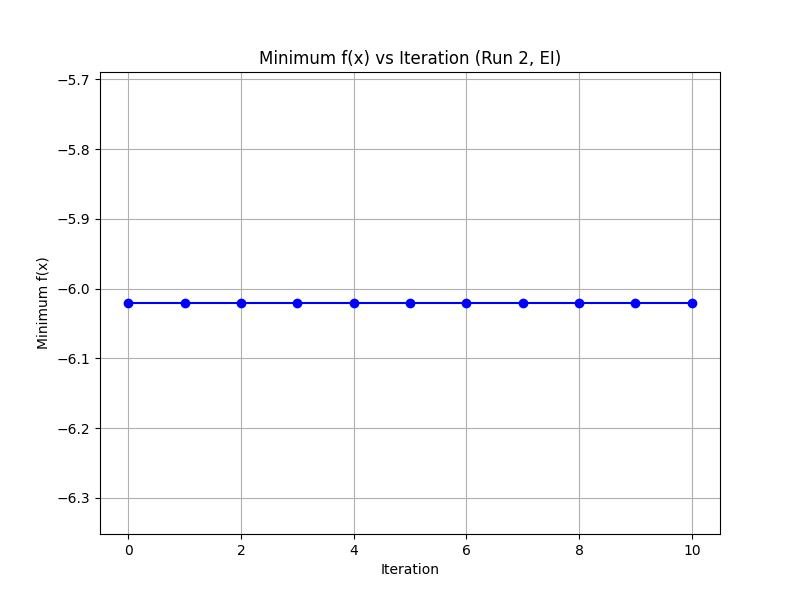 Minimum f(x) vs Iteration (Run 2, EI)
Minimum f(x)
−5.7
−5.8
−5.9
−6.0
−6.1
−6.2
−6.3
0 2 4 6 8 10
Iteration